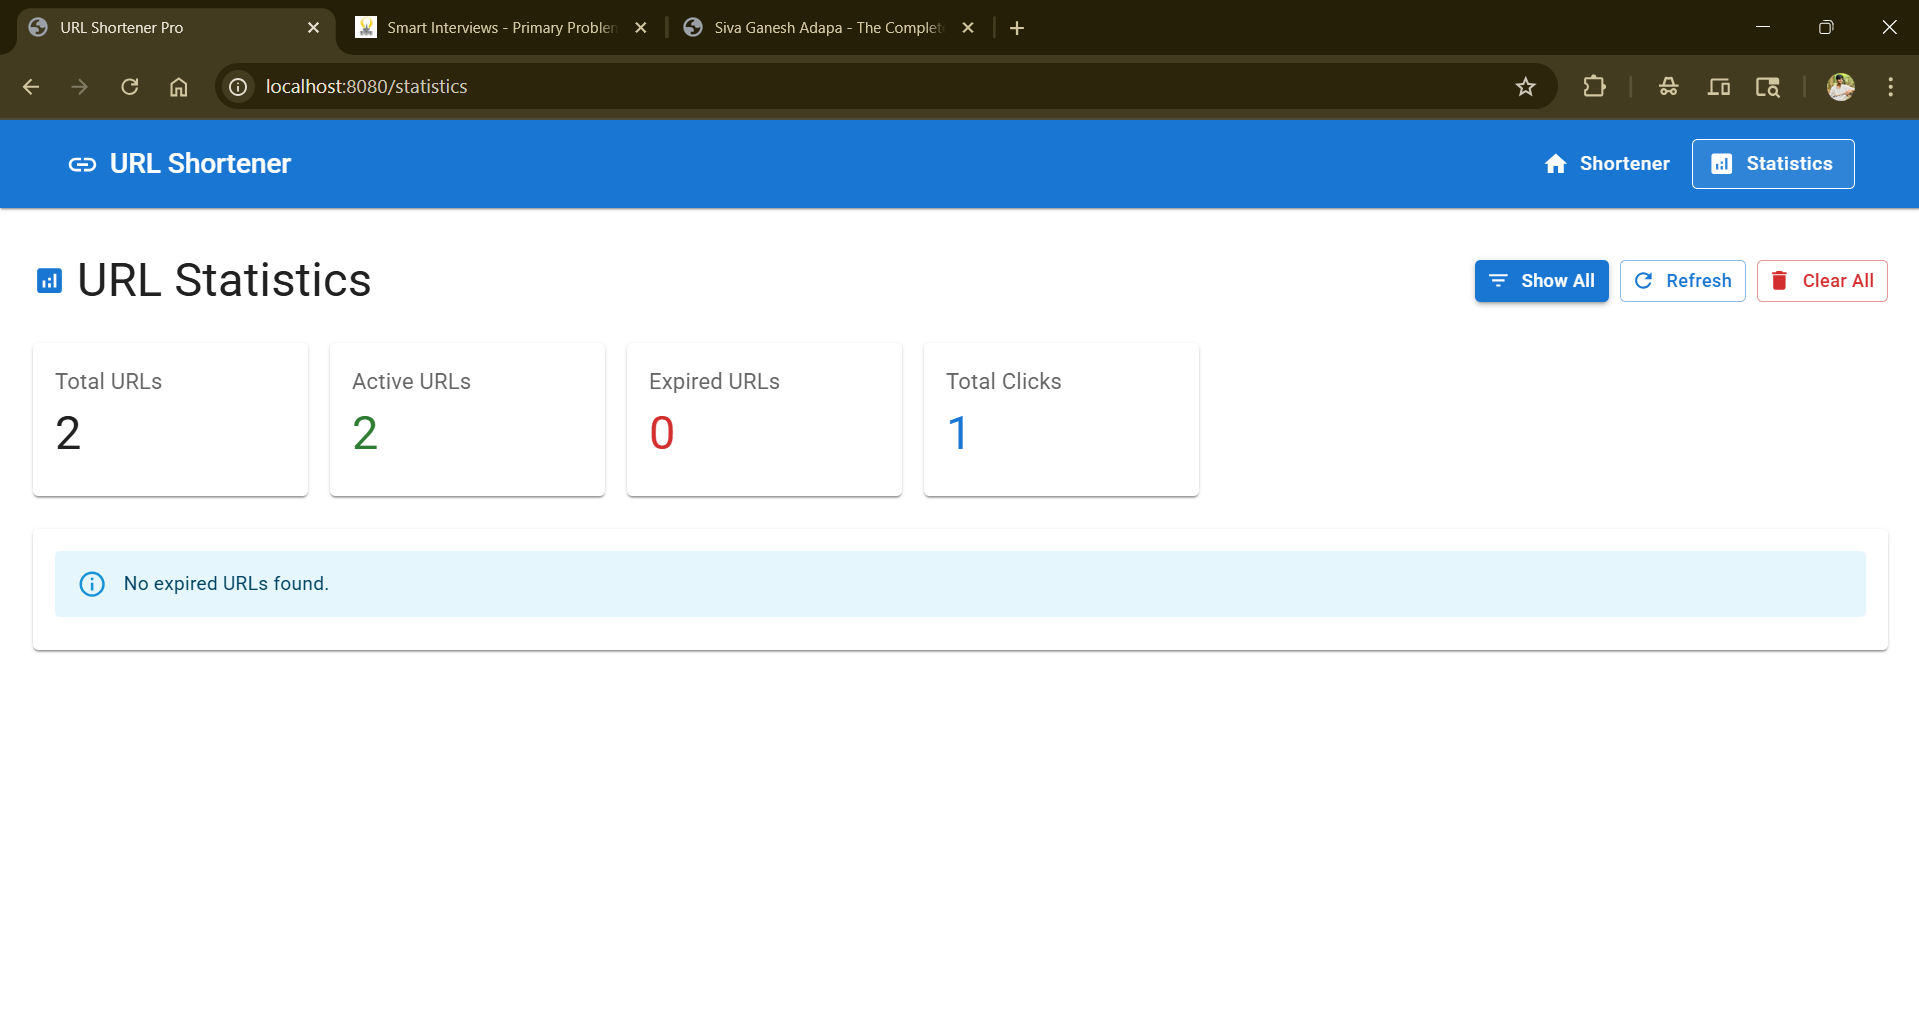 URL Shortener Pro
Smart Interviews - Primary Problem
Siva Ganesh Adapa - The Complete
localhost:8080/statistics
URL Shortener
Shortener
Statistics
URL Statistics
Show All
Refresh
Clear All
Total URLs
2
Active URLs
2
Expired URLs
0
Total Clicks
1
No expired URLs found.